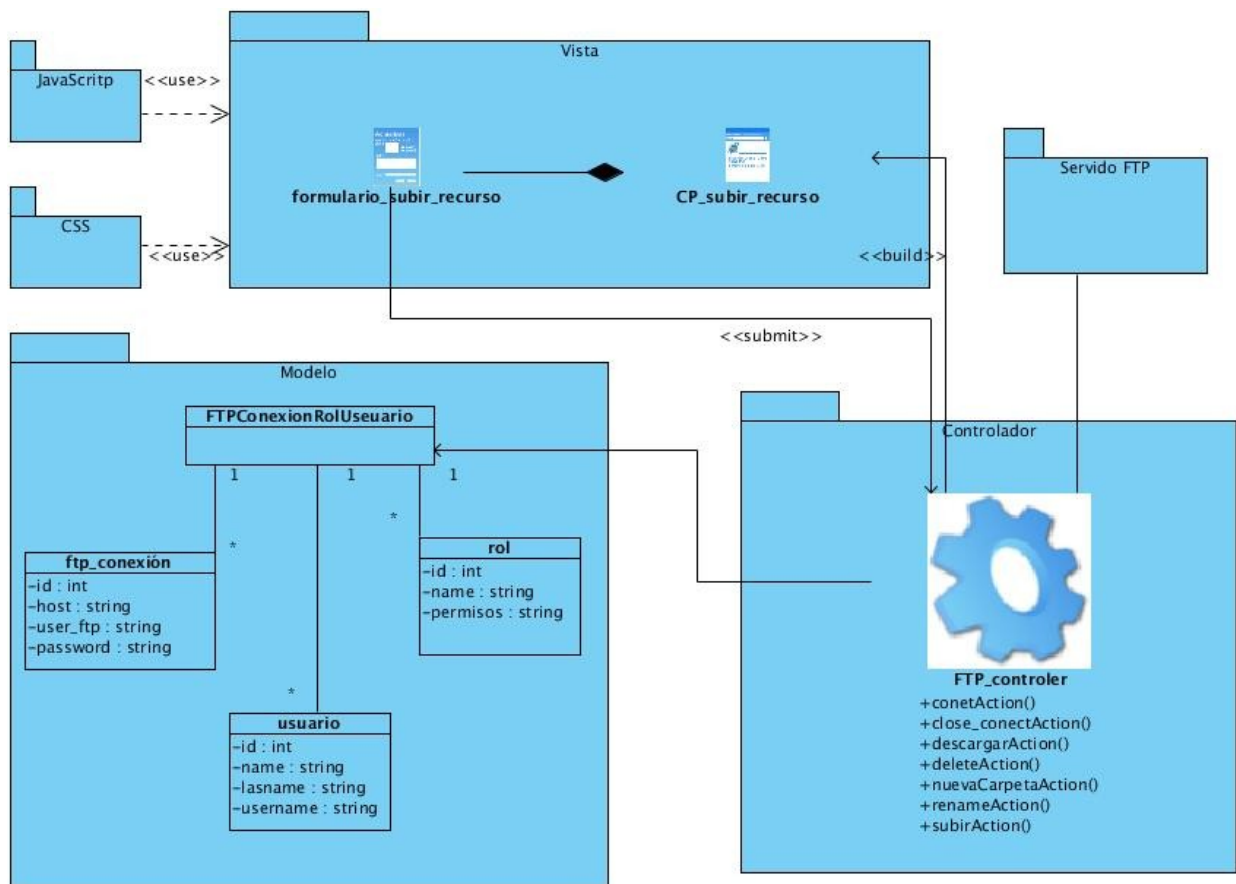 Vista
JavaScritp
<<use>>
CSS
<<use>>
formulario_subir_recurso
CP_subir_recurso
<<build>>
Servido FTP
<<submit>>
Modelo
FTPConexionRolUseuario
1
1
1
*
*
*
ftp_conexión
-id : int
-host : string
-user_ftp : string
-password : string
rol
-id : int
-name : string
-permisos : string
usuario
-id : int
-name : string
-lasname : string
-username : string
Controlador
FTP_controler
+conetAction()
+close_conectAction()
+descargarAction()
+deleteAction()
+nuevaCarpetaAction()
+renameAction()
+subirAction()